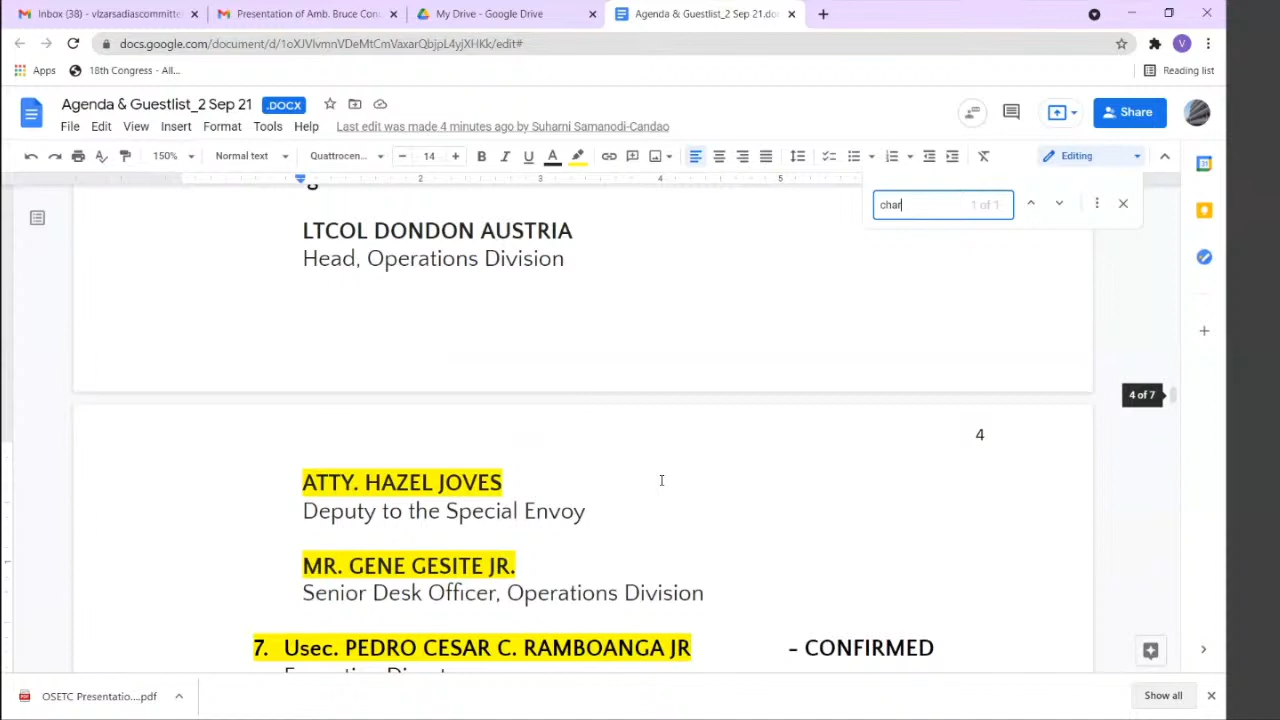 Inbox (38) - vlzarsadiascommitte
Presentation of Amb. Bruce Con
My Drive - Google Drive
Agenda & Guestlist_2 Sep 21.do
docs.google.com/document/d/1oXJVlvmnVDeMtCmVaxarQbjpL4yjXHKk/edit#
V
Apps
18th Congress - All...
Reading list
Agenda & Guestlist_2 Sep 21 .DOCX
Share
File Edit View Insert Format Tools Help Last edit was made 4 minutes ago by Suharni Samanodi-Candao
150% Normal text Quattrocen... − 14 + B I U A Editing
2 3 4 5
char 1 of 1
LTCOL DONDON AUSTRIA
Head, Operations Division
4 of 7
4
ATTY. HAZEL JOVES
Deputy to the Special Envoy
MR. GENE GESITE JR.
Senior Desk Officer, Operations Division
7. Usec. PEDRO CESAR C. RAMBOANGA JR - CONFIRMED
OSETC Presentatio....pdf
Show all